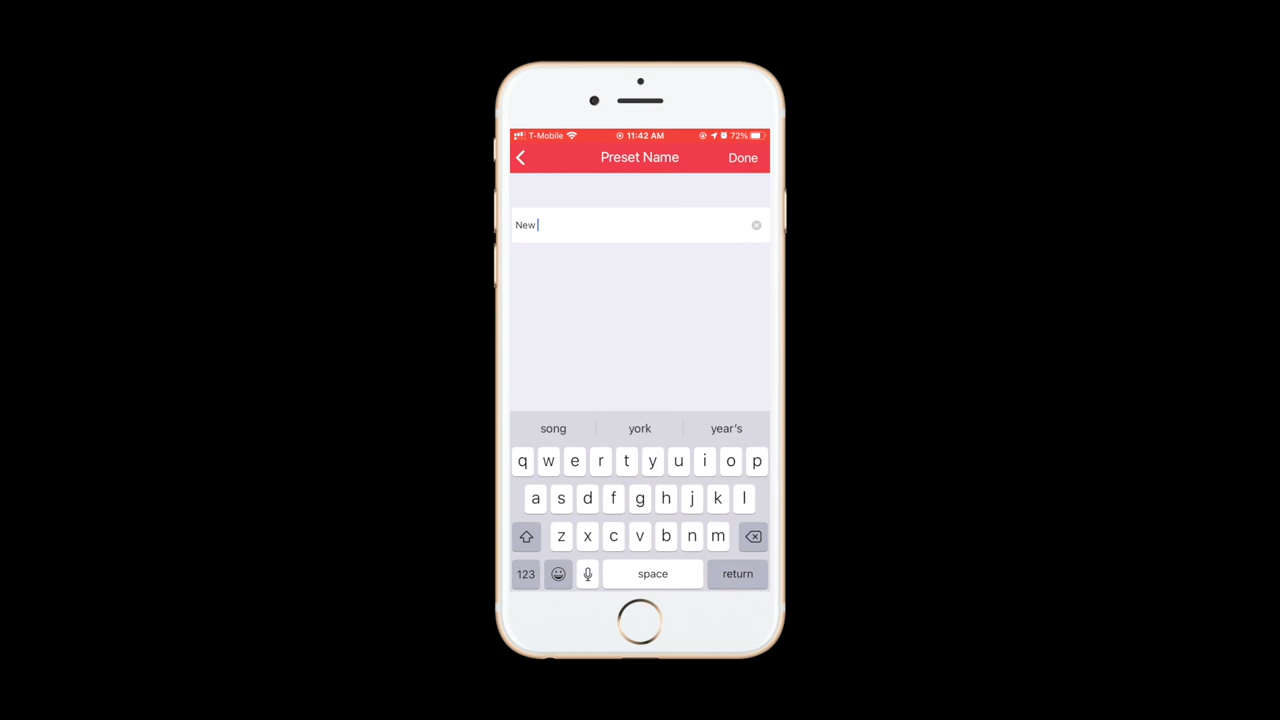 T-Mobile 11:42 AM 72%
Preset Name Done
New
song york year's
q w e r t y u i o p
a s d f g h j k l
z x c v b n m
123 space return